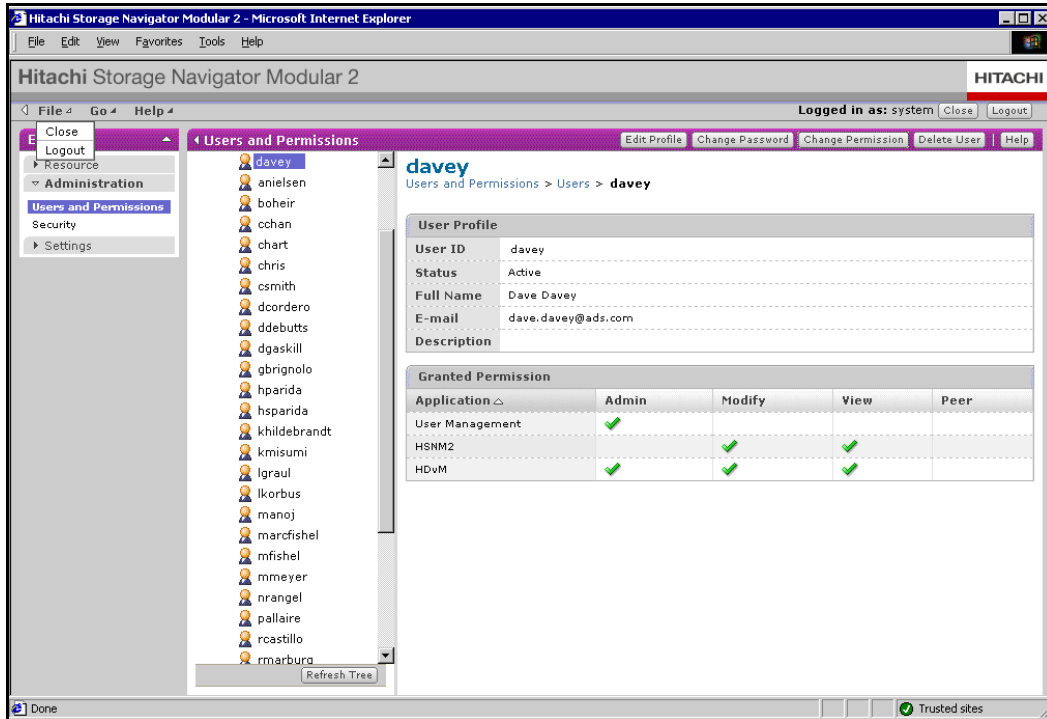 Hitachi Storage Navigator Modular 2 - Microsoft Internet Explorer
File Edit View Favorites Tools Help
Hitachi Storage Navigator Modular 2 HITACHI
File Go Help Logged in as: system Close Logout
Close
Logout
E
Resource
Administration
Users and Permissions
Security
Settings
Users and Permissions
Edit Profile Change Password Change Permission Delete User Help
davey
anielsen
boheir
cchan
chart
chris
csmith
dcordero
ddebutts
dgaskill
gbrignolo
hparida
hsparida
khildebrandt
kmisumi
lgraul
lkorbus
manoj
marcfishel
mfishel
mmeyer
nrangel
pallaire
rcastillo
rmarburg
Refresh Tree
davey
Users and Permissions > Users > davey
User Profile
User ID davey
Status Active
Full Name Dave Davey
E-mail dave.davey@ads.com
Description
Granted Permission
Application Admin Modify View Peer
User Management
HSNM2
HDvM
Done Trusted sites